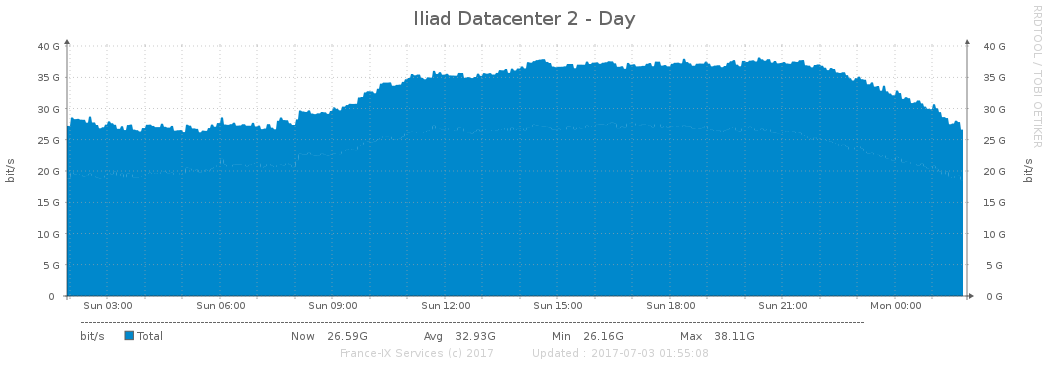 Iliad Datacenter 2 - Day
RRDTOOL / TOBI OETIKER
40 G 40 G
35 G 35 G
30 G 30 G
25 G 25 G
20 G 20 G
15 G 15 G
10 G 10 G
5 G 5 G
0 0 G
bit/s
bit/s
Sun 03:00 Sun 06:00 Sun 09:00 Sun 12:00 Sun 15:00 Sun 18:00 Sun 21:00 Mon 00:00
bit/s Total Now 26.59G Avg 32.93G Min 26.16G Max 38.11G
France-IX Services (c) 2017 Updated : 2017-07-03 01:55:08